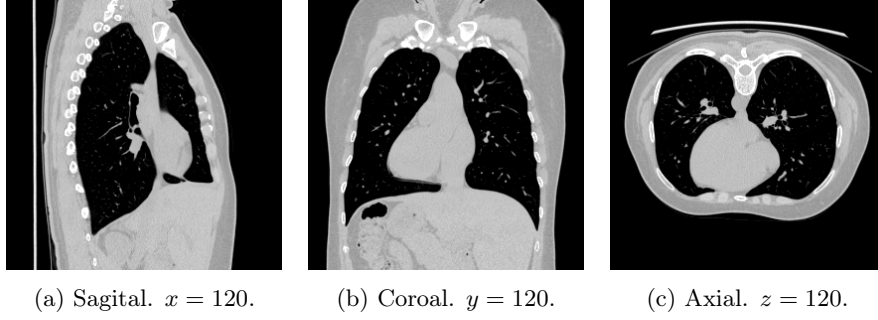 (a) Sagital. x = 120.
(b) Coroal. y = 120.
(c) Axial. z = 120.